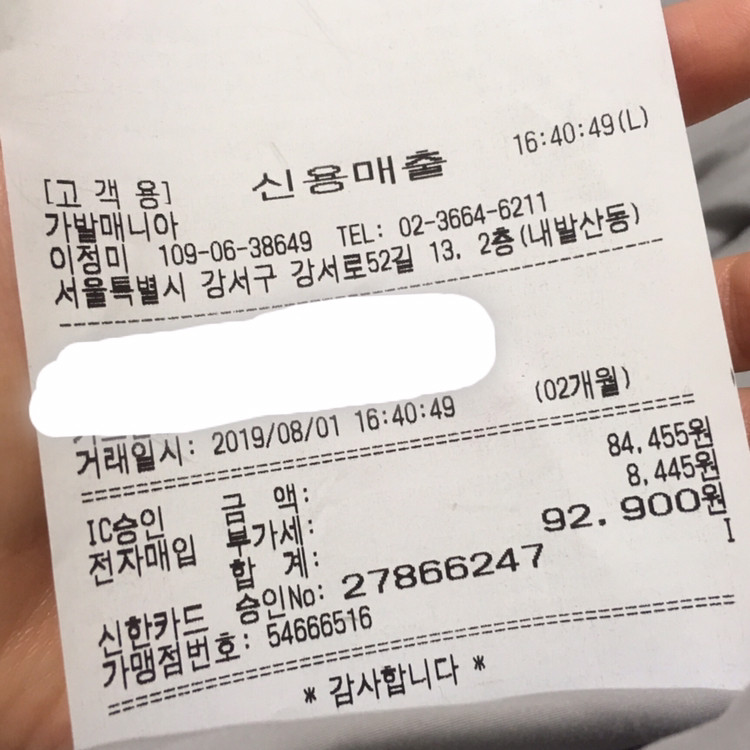 16:40:49(L)
[고 객 용] 신용매출
가발매니아
이정미 109-06-38649 TEL: 02-3664-6211
서울특별시 강서구 강서로52길 13. 2층(내발산동)
거래일시: 2019/08/01 16:40:49 (02개월)
IC승인 금 액: 84,455원
전자매입 부가세: 8,445원
합 계: 92.900원
신한카드 승인No: 27866247 I
가맹점번호: 54666516
* 감사합니다 *